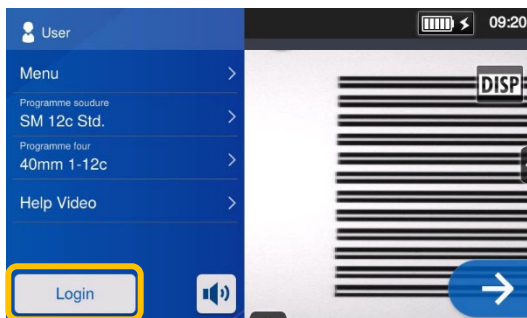 User
09:20
Menu
DISP
Programme soudure
SM 12c Std.
Programme four
40mm 1-12c
Help Video
Login